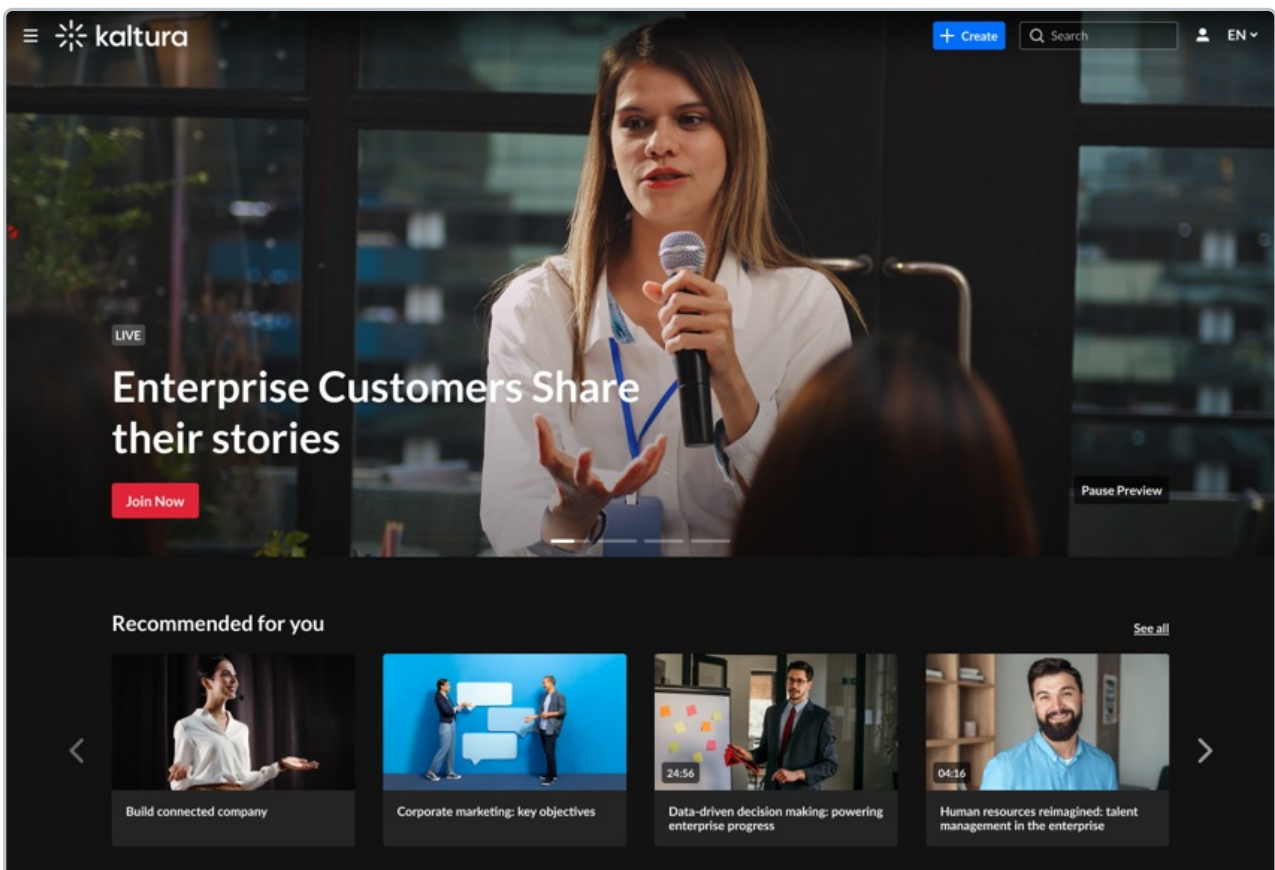 kaltura
Create
Search
EN
LIVE
Enterprise Customers Share
their stories
Join Now
Pause Preview
Recommended for you
See all
24:56
04:16
Build connected company
Corporate marketing: key objectives
Data-driven decision making: powering
enterprise progress
Human resources reimagined: talent
management in the enterprise